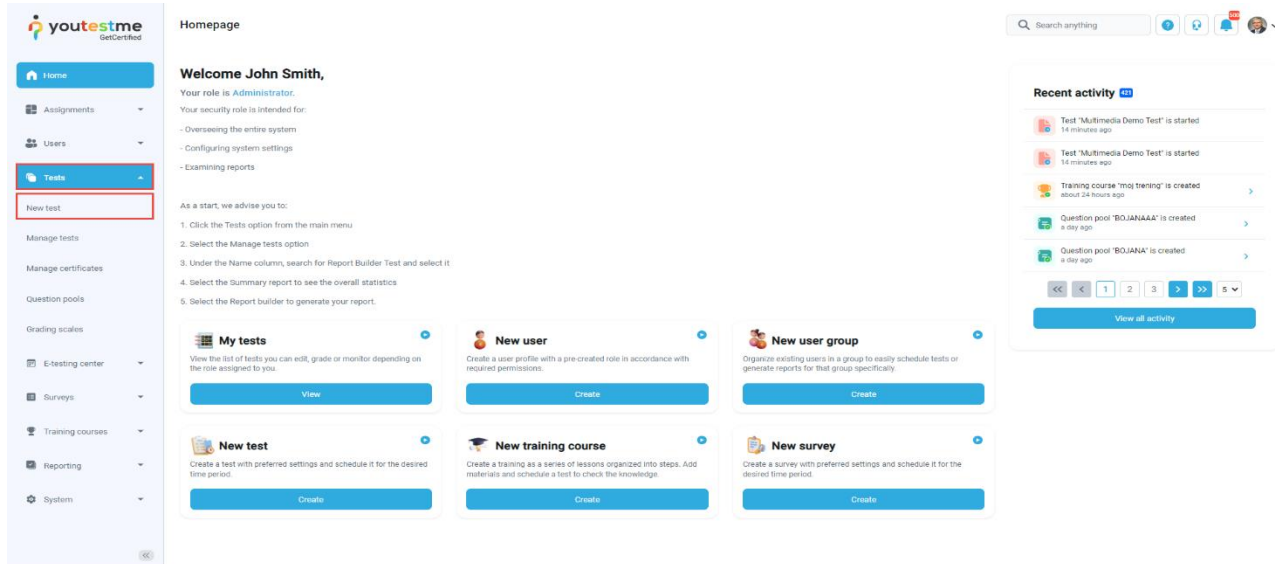 youtestme
GetCertified
Homepage
Search anything
500
Home
Assignments
Users
Tests
New test
Manage tests
Manage certificates
Question pools
Grading scales
E-testing center
Surveys
Training courses
Reporting
System
Welcome John Smith,
Your role is Administrator.
Your security role is intended for:
- Overseeing the entire system
- Configuring system settings
- Examining reports
As a start, we advise you to:
1. Click the Tests option from the main menu
2. Select the Manage tests option
3. Under the Name column, search for Report Builder Test and select it
4. Select the Summary report to see the overall statistics
5. Select the Report builder to generate your report.
My tests
View the list of tests you can edit, grade or monitor depending on
the role assigned to you.
View
New user
Create a user profile with a pre-created role in accordance with
required permissions.
Create
New user group
Organize existing users in a group to easily schedule tests or
generate reports for that group specifically.
Create
New test
Create a test with preferred settings and schedule it for the desired
time period.
Create
New training course
Create a training as a series of lessons organized into steps. Add
materials and schedule a test to check the knowledge.
Create
New survey
Create a survey with preferred settings and schedule it for the
desired time period.
Create
Recent activity 421
Test "Multimedia Demo Test" is started
14 minutes ago
Test "Multimedia Demo Test" is started
14 minutes ago
Training course "moj trening" is created
about 24 hours ago
Question pool "BOJANAAA" is created
a day ago
Question pool "BOJANA" is created
a day ago
<< < 1 2 3 > >> 5
View all activity